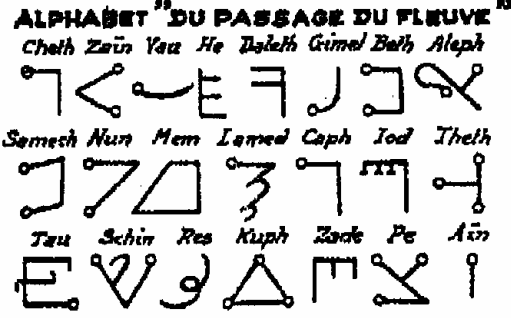 ALPHABET "DU PASSAGE DU FLEUVE"
Cheth Zaïn Vau He Daleth Gimel Beth Aleph
Samech Nun Mem Lamed Caph Iod Theth
Tau Schin Res Kuph Zade Pe Aïn